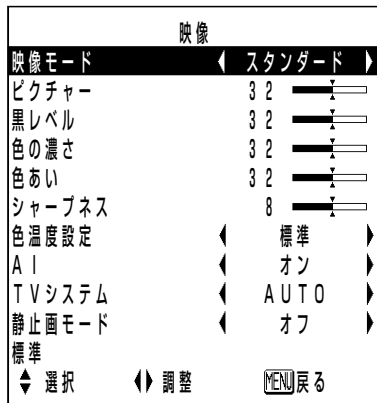 映像
映像モード スタンダード
ピクチャー 32
黒レベル 32
色の濃さ 32
色あい 32
シャープネス 8
色温度設定 標準
AI オン
TVシステム AUTO
静止画モード オフ
標準
選択 調整 MENU戻る